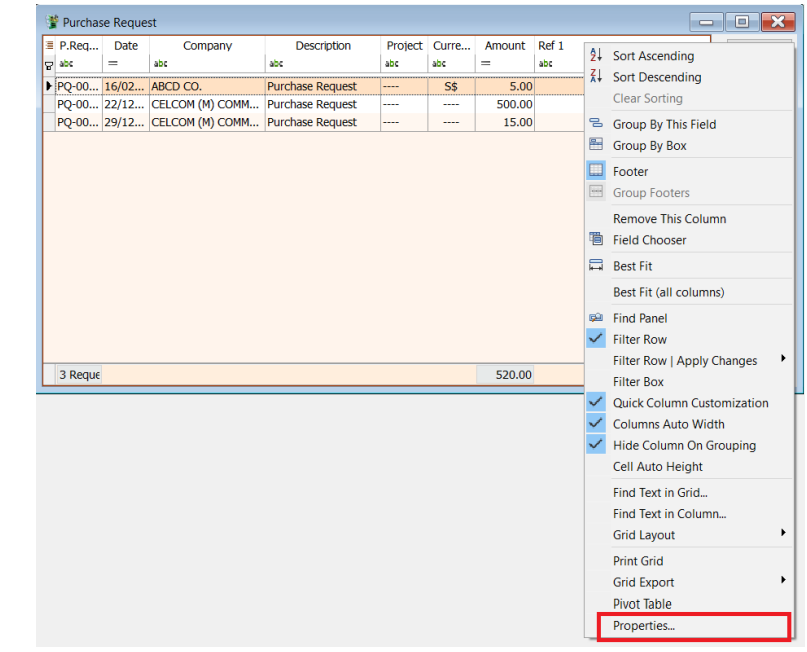 Purchase Request
P.Req... Date Company Description Project Curre... Amount Ref 1
abc = abc abc abc abc = abc
PQ-00... 16/02... ABCD CO. Purchase Request ---- S$ 5.00
PQ-00... 22/12... CELCOM (M) COMM... Purchase Request ---- ---- 500.00
PQ-00... 29/12... CELCOM (M) COMM... Purchase Request ---- ---- 15.00
3 Reque 520.00
Sort Ascending
Sort Descending
Clear Sorting
Group By This Field
Group By Box
Footer
Group Footers
Remove This Column
Field Chooser
Best Fit
Best Fit (all columns)
Find Panel
Filter Row
Filter Row | Apply Changes
Filter Box
Quick Column Customization
Columns Auto Width
Hide Column On Grouping
Cell Auto Height
Find Text in Grid...
Find Text in Column...
Grid Layout
Print Grid
Grid Export
Pivot Table
Properties...